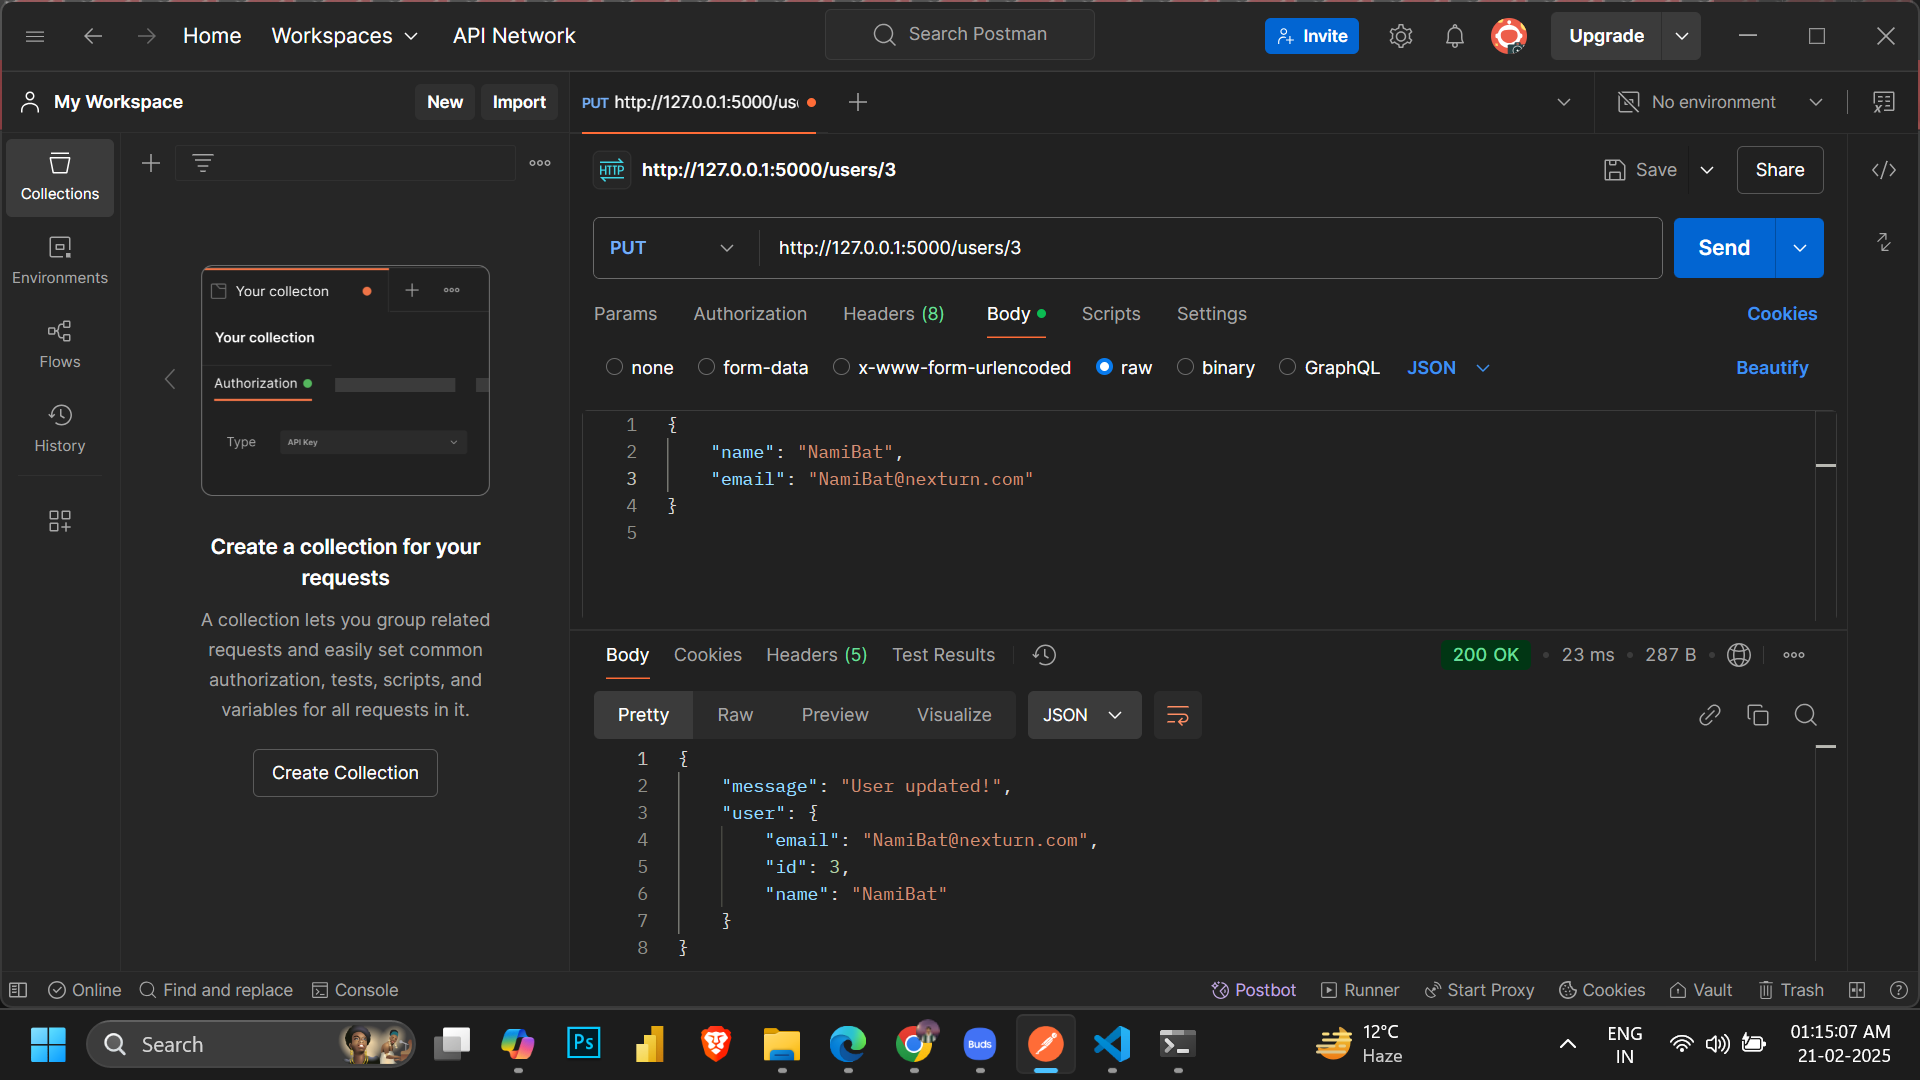 Home Workspaces API Network Search Postman Invite Upgrade
My Workspace New Import PUT http://127.0.0.1:5000/us No environment
Collections
Environments
Flows
History
Your collecton
Your collection
Authorization
Type API Key
Create a collection for your
requests
A collection lets you group related
requests and easily set common
authorization, tests, scripts, and
variables for all requests in it.
Create Collection
HTTP http://127.0.0.1:5000/users/3 Save Share
PUT http://127.0.0.1:5000/users/3 Send
Params Authorization Headers (8) Body Scripts Settings Cookies
none form-data x-www-form-urlencoded raw binary GraphQL JSON Beautify
1 {
2 "name": "NamiBat",
3 "email": "NamiBat@nexturn.com"
4 }
5
Body Cookies Headers (5) Test Results 200 OK • 23 ms • 287 B •
Pretty Raw Preview Visualize JSON
1 {
2 "message": "User updated!",
3 "user": {
4 "email": "NamiBat@nexturn.com",
5 "id": 3,
6 "name": "NamiBat"
7 }
8 }
Online Find and replace Console Postbot Runner Start Proxy Cookies Vault Trash
Search Ps Buds
12°C
Haze
ENG
IN
01:15:07 AM
21-02-2025